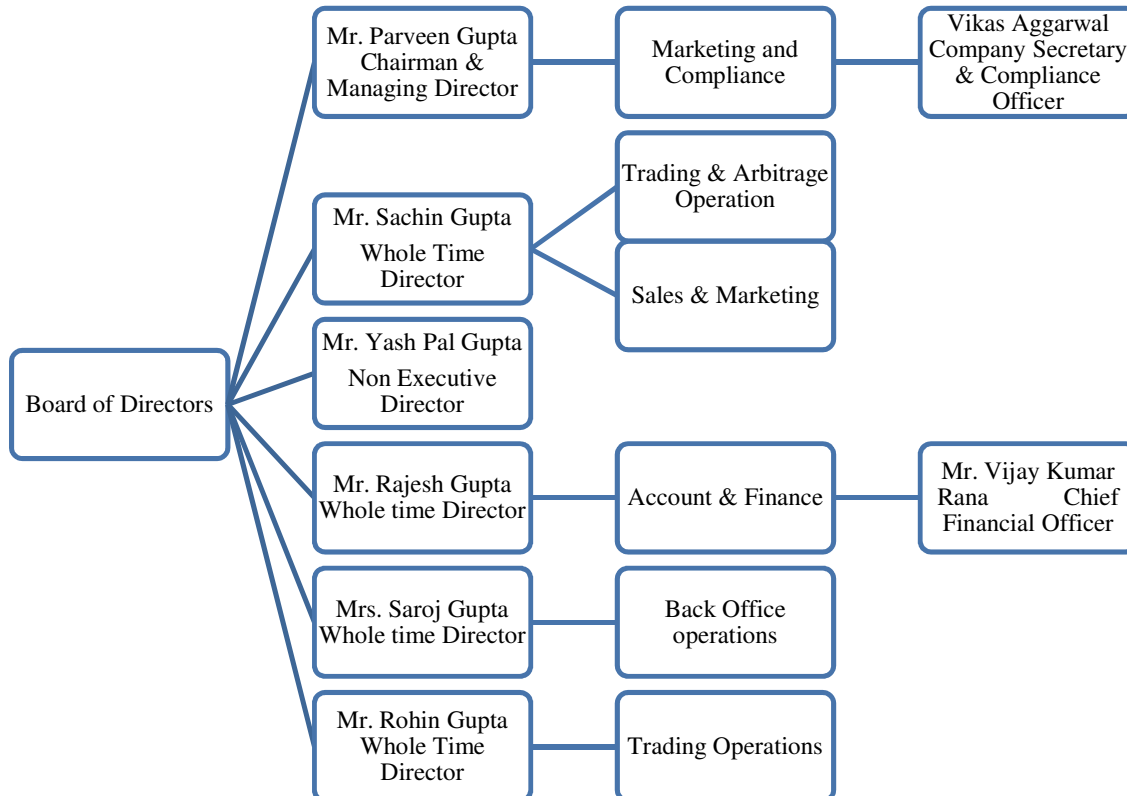 Mr. Parveen Gupta
Chairman &
Managing Director
Marketing and
Compliance
Vikas Aggarwal
Company Secretary
& Compliance
Officer
Mr. Sachin Gupta
Whole Time
Director
Trading & Arbitrage
Operation
Sales & Marketing
Mr. Yash Pal Gupta
Non Executive
Director
Board of Directors
Mr. Rajesh Gupta
Whole time Director
Account & Finance
Mr. Vijay Kumar
Rana Chief
Financial Officer
Mrs. Saroj Gupta
Whole time Director
Back Office
operations
Mr. Rohin Gupta
Whole Time
Director
Trading Operations